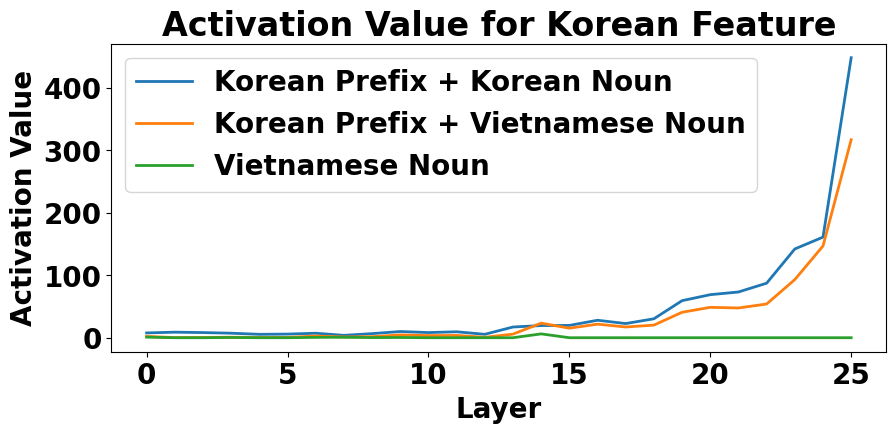 Activation Value for Korean Feature
Korean Prefix + Korean Noun
Korean Prefix + Vietnamese Noun
Vietnamese Noun
Activation Value
400
300
200
100
0
0 5 10 15 20 25
Layer